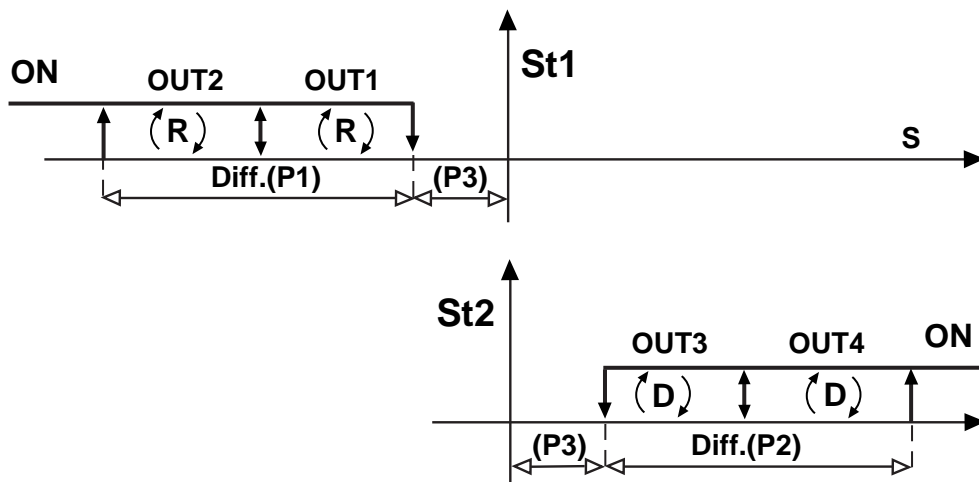 St1
ON
OUT2 OUT1
R R
S
Diff.(P1) (P3)
St2
OUT3 OUT4 ON
D D
(P3) Diff.(P2)